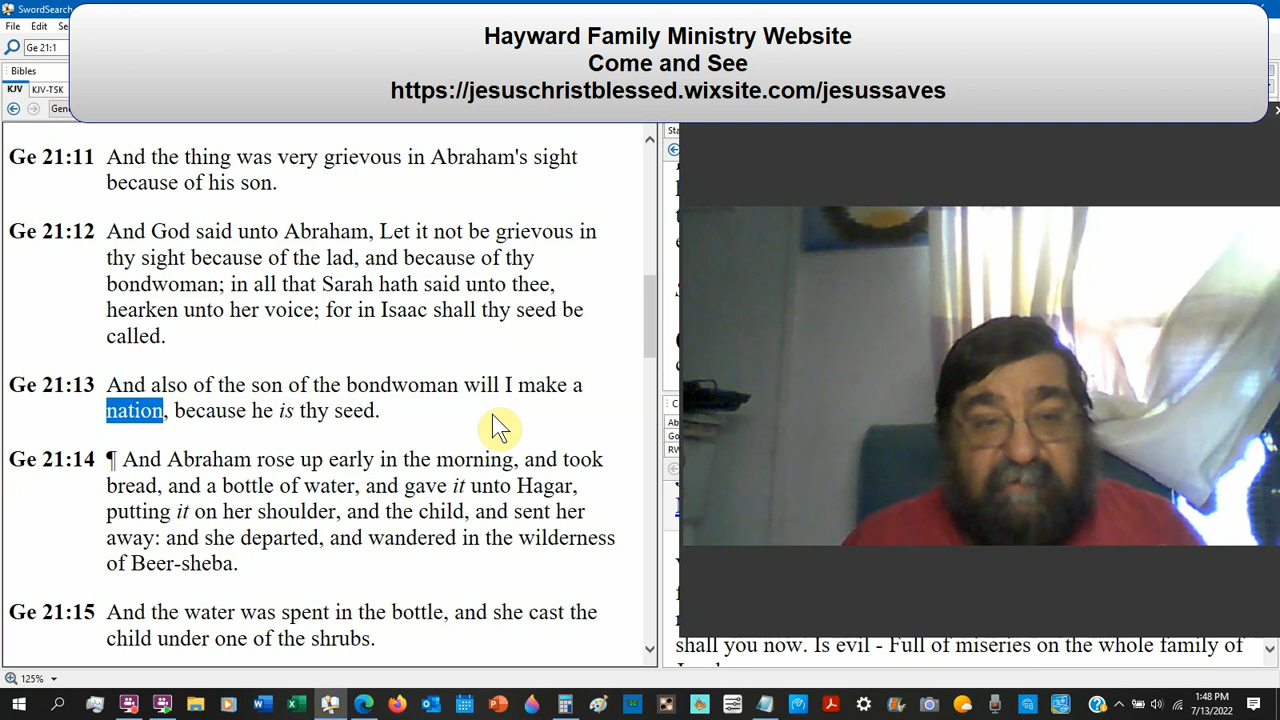 SwordSearch
File Edit Se
Ge 21:1
Bibles
KJV KJV-TSK
Hayward Family Ministry Website
Come and See
https://jesuschristblessed.wixsite.com/jesussaves
Ge 21:11 And the thing was very grievous in Abraham's sight
because of his son.
Ge 21:12 And God said unto Abraham, Let it not be grievous in
thy sight because of the lad, and because of thy
bondwoman; in all that Sarah hath said unto thee,
hearken unto her voice; for in Isaac shall thy seed be
called.
Ge 21:13 And also of the son of the bondwoman will I make a
nation, because he is thy seed.
Ge 21:14 ¶ And Abraham rose up early in the morning, and took
bread, and a bottle of water, and gave it unto Hagar,
putting it on her shoulder, and the child, and sent her
away: and she departed, and wandered in the wilderness
of Beer-sheba.
Ge 21:15 And the water was spent in the bottle, and she cast the
child under one of the shrubs.
shall you now. Is evil - Full of miseries on the whole family of
125%
1:48 PM
7/13/2022